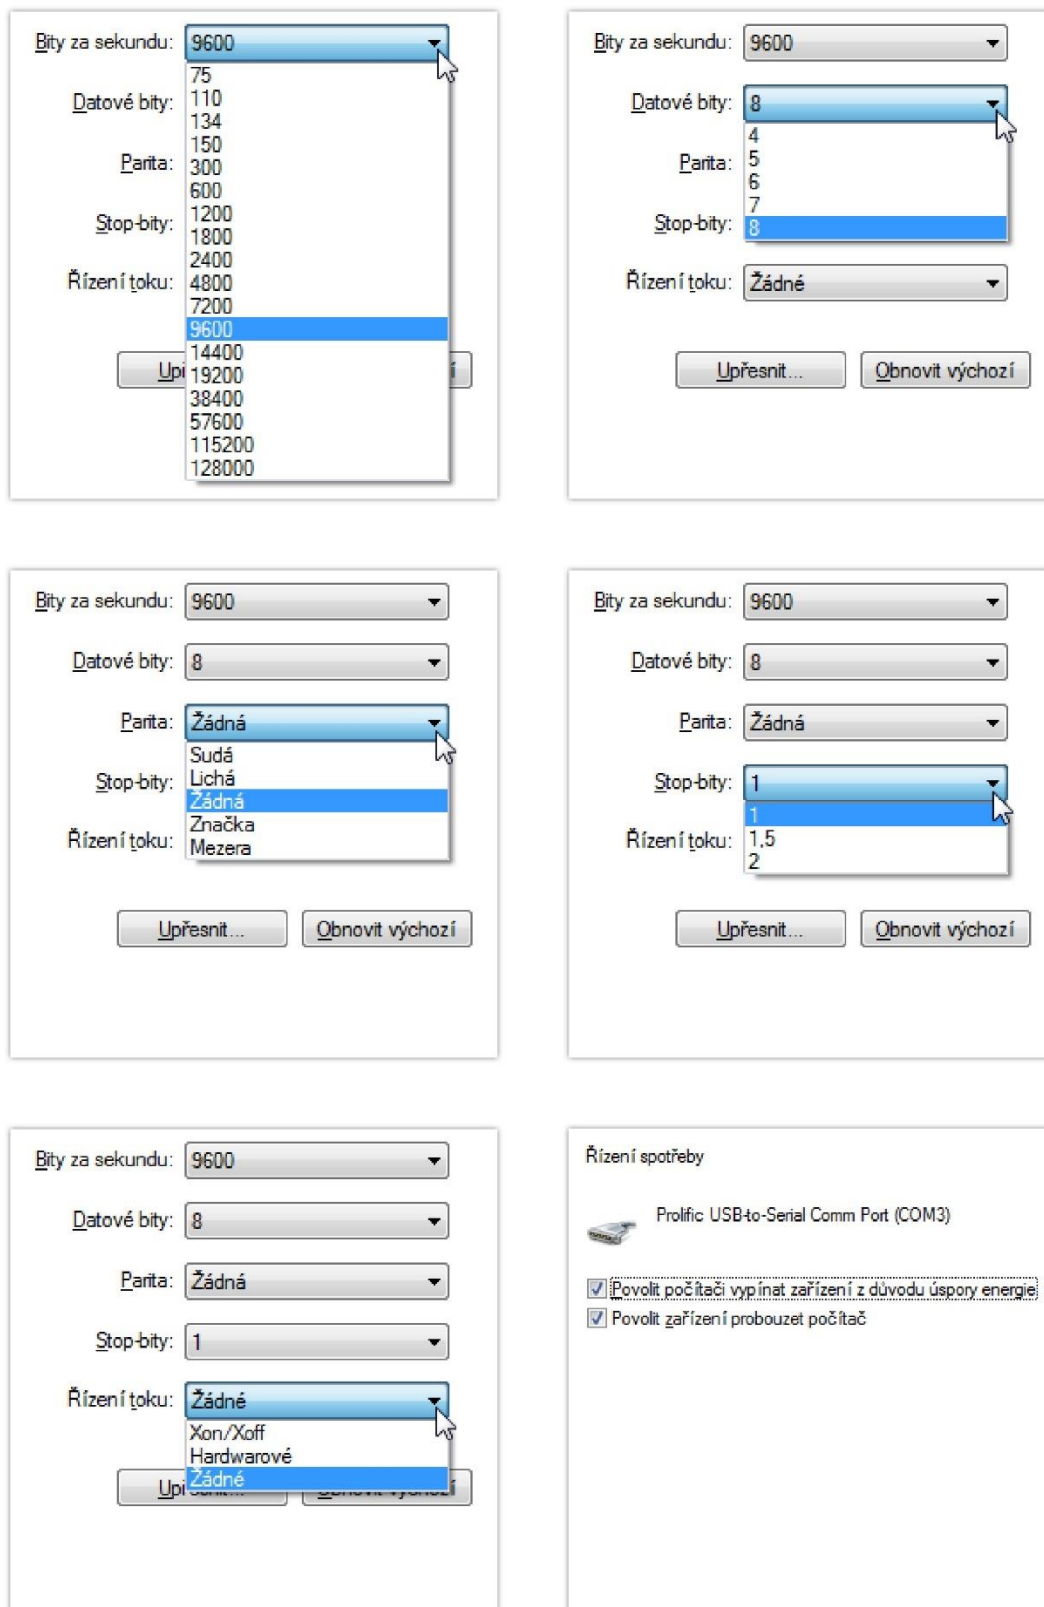 Bity za sekundu: 9600
75
Datové bity: 110
134
150
Parita: 300
600
1200
Stop-bity: 1800
2400
Řízení toku: 4800
7200
9600
14400
19200
38400
57600
115200
128000
Bity za sekundu: 9600
Datové bity: 8
4
5
Parita: 6
7
Stop-bity: 8
Řízení toku: Žádné
Upřesnit... Obnovit výchozí
Bity za sekundu: 9600
Datové bity: 8
Parita: Žádná
Sudá
Stop-bity: Lichá
Žádná
Značka
Řízení toku: Mezera
Upřesnit... Obnovit výchozí
Bity za sekundu: 9600
Datové bity: 8
Parita: Žádná
Stop-bity: 1
1
Řízení toku: 1,5
2
Upřesnit... Obnovit výchozí
Bity za sekundu: 9600
Datové bity: 8
Parita: Žádná
Stop-bity: 1
Řízení toku: Žádné
Xon/Xoff
Hardwarové
Žádné
Řízení spotřeby
Prolific USB-to-Serial Comm Port (COM3)
Povolit počítači vypínat zařízení z důvodu úspory energie
Povolit zařízení probouzet počítač